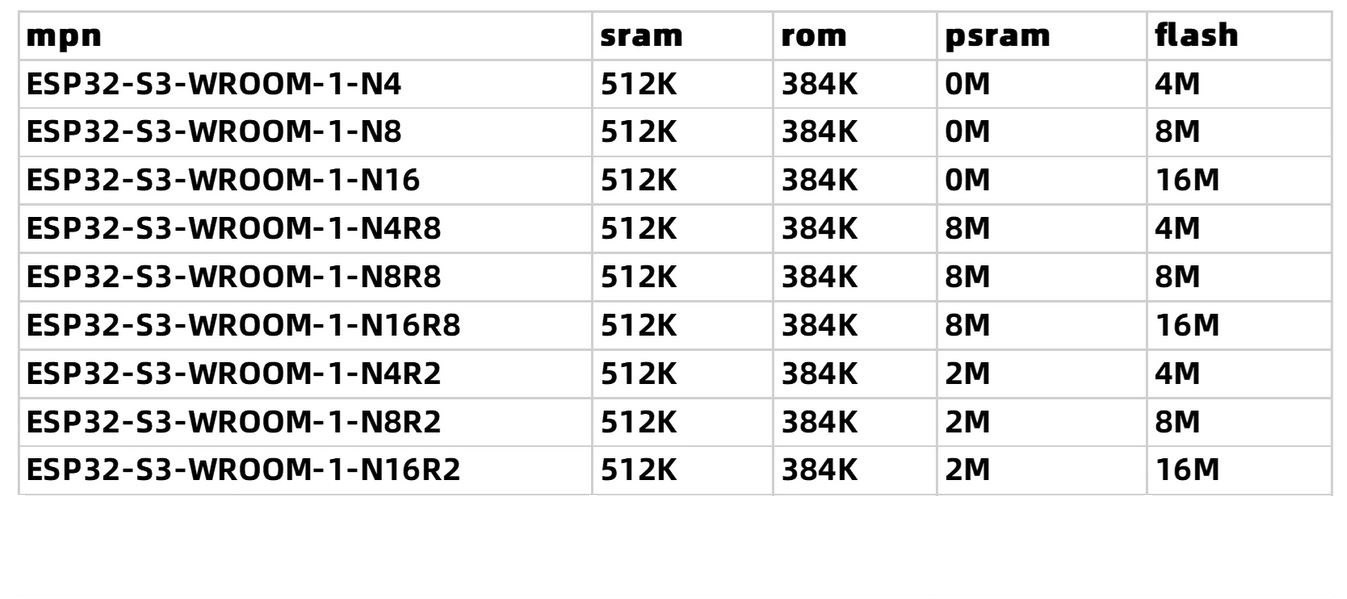 mpn sram rom psram flash
ESP32-S3-WROOM-1-N4 512K 384K 0M 4M
ESP32-S3-WROOM-1-N8 512K 384K 0M 8M
ESP32-S3-WROOM-1-N16 512K 384K 0M 16M
ESP32-S3-WROOM-1-N4R8 512K 384K 8M 4M
ESP32-S3-WROOM-1-N8R8 512K 384K 8M 8M
ESP32-S3-WROOM-1-N16R8 512K 384K 8M 16M
ESP32-S3-WROOM-1-N4R2 512K 384K 2M 4M
ESP32-S3-WROOM-1-N8R2 512K 384K 2M 8M
ESP32-S3-WROOM-1-N16R2 512K 384K 2M 16M